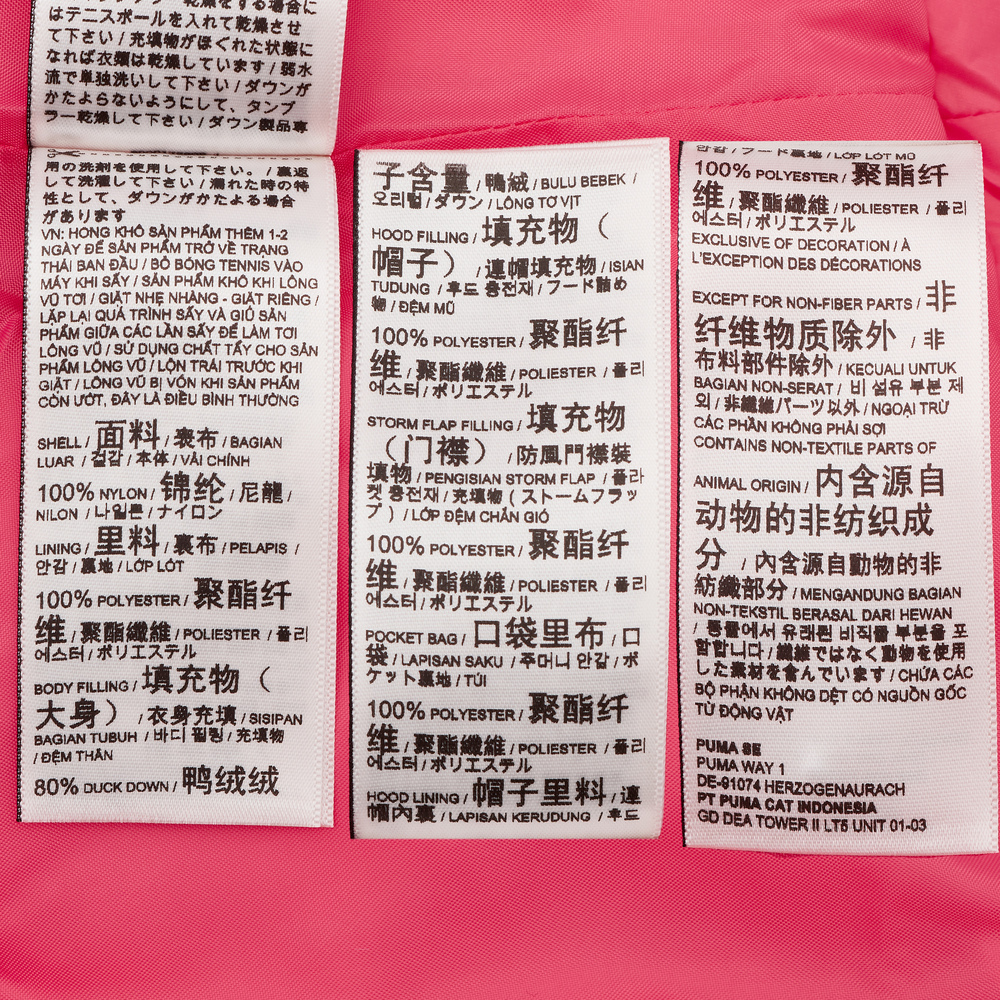 はテニスボールを入れて乾燥させ
て下さい / 充填物がほぐれた状態に
なれば衣類は乾燥しています / 弱水
流で単独洗いして下さい / ダウンが
かたよらないようにして、タンブ
ラー乾燥して下さい / ダウン製品専
用の洗剤を使用して下さい。 / 裏返
して洗濯して下さい / 濡れた時の特
性として、ダウンがかたよる場合
があります
VN: HONG KHÔ SẢN PHẨM THÊM 1-2
NGÀY ĐỂ SẢN PHẨM TRỞ VỀ TRẠNG
THÁI BAN ĐẦU / BỎ BÓNG TENNIS VÀO
MÁY KHI SẤY / SẢN PHẨM KHÔ KHI LÔNG
VŨ TƠI / GIẶT NHẸ NHÀNG - GIẶT RIÊNG /
LẶP LẠI QUÁ TRÌNH SẤY VÀ GIŨ SẢN
PHẨM GIỮA CÁC LẦN SẤY ĐỂ LÀM TƠI
LÔNG VŨ / SỬ DỤNG CHẤT TẨY CHO SẢN
PHẨM LÔNG VŨ / LỘN TRÁI TRƯỚC KHI
GIẶT / LÔNG VŨ BỊ VÓN KHI SẢN PHẨM
CÒN ƯỚT, ĐÂY LÀ ĐIỀU BÌNH THƯỜNG
SHELL / 面料 / 表布 / BAGIAN
LUAR / 겉감 / 本体 / VẢI CHÍNH
100% NYLON / 锦纶 / 尼龍 /
NILON / 나일론 / ナイロン
LINING / 里料 / 裏布 / PELAPIS /
안감 / 裏地 / LỚP LÓT
100% POLYESTER / 聚酯纤
维 / 聚酯纖維 / POLIESTER / 폴리
에스터 / ポリエステル
BODY FILLING / 填充物（
大身） / 衣身充填 / SISIPAN
BAGIAN TUBUH / 바디 필링 / 充填物
/ ĐỆM THÂN
80% DUCK DOWN / 鸭绒绒
子含量 / 鴨絨 / BULU BEBEK /
오리털 / ダウン / LÔNG TƠ VỊT
HOOD FILLING / 填充物（
帽子） / 連帽填充物 / ISIAN
TUDUNG / 후드 충전재 / フード詰め
物 / ĐỆM MŨ
100% POLYESTER / 聚酯纤
维 / 聚酯纖維 / POLIESTER / 폴리
에스터 / ポリエステル
STORM FLAP FILLING / 填充物
（门襟） / 防風門襟裝
填物 / PENGISIAN STORM FLAP / 플라
켓 충전재 / 充填物 ( ストームフラッ
プ ) / LỚP ĐỆM CHẮN GIÓ
100% POLYESTER / 聚酯纤
维 / 聚酯纖維 / POLIESTER / 폴리
에스터 / ポリエステル
POCKET BAG / 口袋里布 / 口
袋 / LAPISAN SAKU / 주머니 안감 / ポ
ケット裏地 / TÚI
100% POLYESTER / 聚酯纤
维 / 聚酯纖維 / POLIESTER / 폴리
에스터 / ポリエステル
HOOD LINING / 帽子里料 / 連
帽內裏 / LAPISAN KERUDUNG / 후드
안감 / フード裏地 / LỚP LÓT MŨ
100% POLYESTER / 聚酯纤
维 / 聚酯纖維 / POLIESTER / 폴리
에스터 / ポリエステル
EXCLUSIVE OF DECORATION / À
L'EXCEPTION DES DÉCORATIONS
EXCEPT FOR NON-FIBER PARTS / 非
纤维物质除外 / 非
布料部件除外 / KECUALI UNTUK
BAGIAN NON-SERAT / 비 섬유 부분 제
외 / 非繊維パーツ以外 / NGOẠI TRỪ
CÁC PHẦN KHÔNG PHẢI SỢI
CONTAINS NON-TEXTILE PARTS OF
ANIMAL ORIGIN / 内含源自
动物的非纺织成
分 / 內含源自動物的非
紡織部分 / MENGANDUNG BAGIAN
NON-TEKSTIL BERASAL DARI HEWAN
/ 동물에서 유래된 비직물 부분을 포
함합니다 / 繊維ではなく動物を使用
した素材を含んでいます / CHỨA CÁC
BỘ PHẬN KHÔNG DỆT CÓ NGUỒN GỐC
TỪ ĐỘNG VẬT
PUMA SE
PUMA WAY 1
DE-91074 HERZOGENAURACH
PT PUMA CAT INDONESIA
GD DEA TOWER II LT5 UNIT 01-03